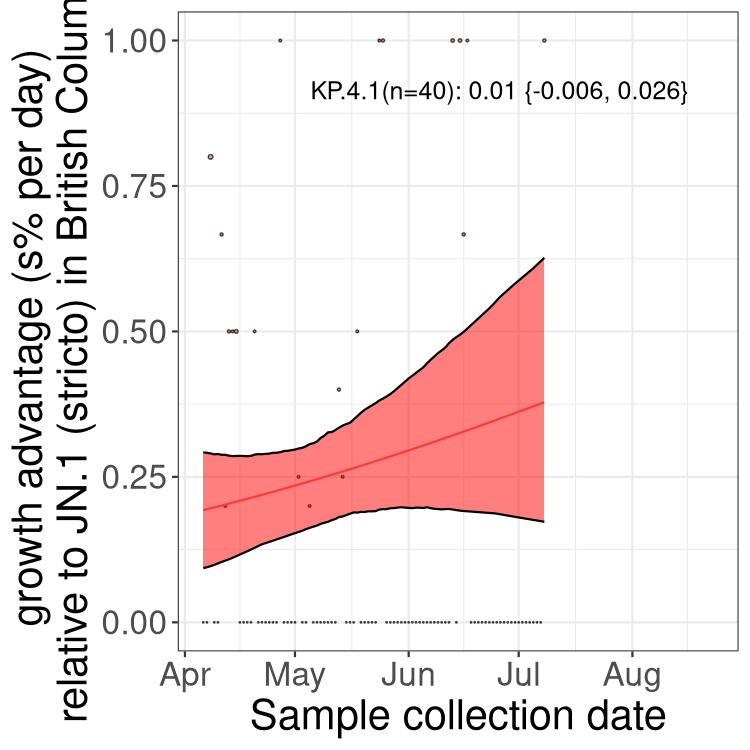 growth advantage (s% per day)
relative to JN.1 (stricto) in British Colum
1.00
0.75
0.50
0.25
0.00
KP.4.1(n=40): 0.01 {-0.006, 0.026}
Apr May Jun Jul Aug
Sample collection date